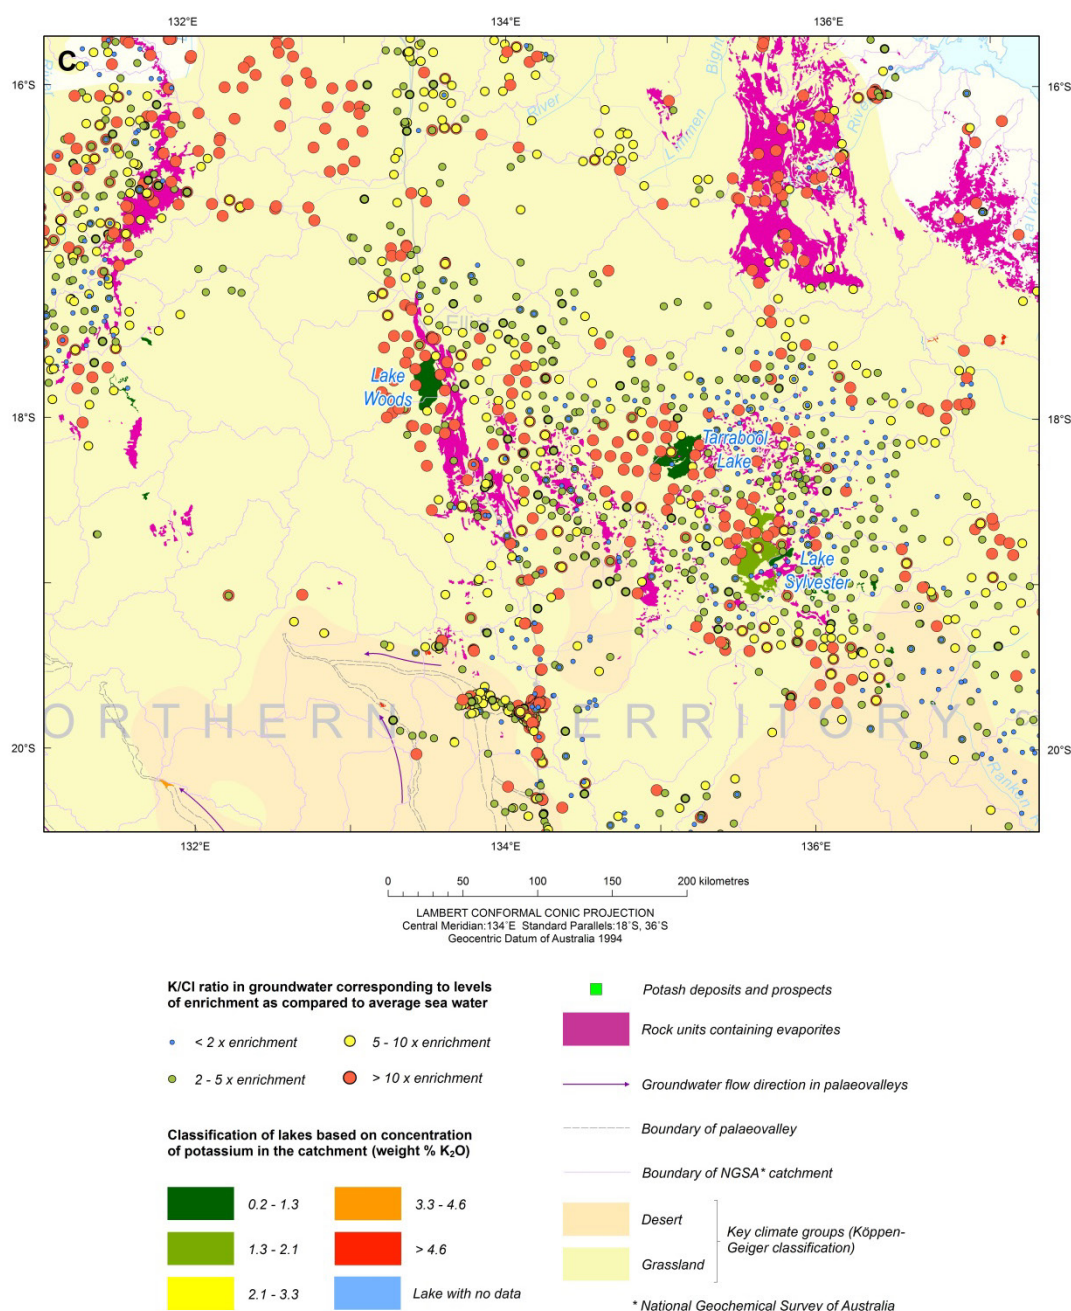 132°E 134°E 136°E
C
16°S 16°S
River
Limmen
Bight
River
Elliott
Lake
Woods
18°S 18°S
Tarrabool
Lake
Lake
Sylvester
NORTHERN TERRITORY
20°S 20°S
Ranken
132°E 134°E 136°E
0 50 100 150 200 kilometres
LAMBERT CONFORMAL CONIC PROJECTION
Central Meridian:134°E Standard Parallels:18°S, 36°S
Geocentric Datum of Australia 1994
K/Cl ratio in groundwater corresponding to levels
of enrichment as compared to average sea water
< 2 x enrichment
5 - 10 x enrichment
2 - 5 x enrichment
> 10 x enrichment
Classification of lakes based on concentration
of potassium in the catchment (weight % K₂O)
0.2 - 1.3
3.3 - 4.6
1.3 - 2.1
> 4.6
2.1 - 3.3
Lake with no data
Potash deposits and prospects
Rock units containing evaporites
Groundwater flow direction in palaeovalleys
Boundary of palaeovalley
Boundary of NGSA* catchment
Desert
Grassland
Key climate groups (Köppen-
Geiger classification)
* National Geochemical Survey of Australia